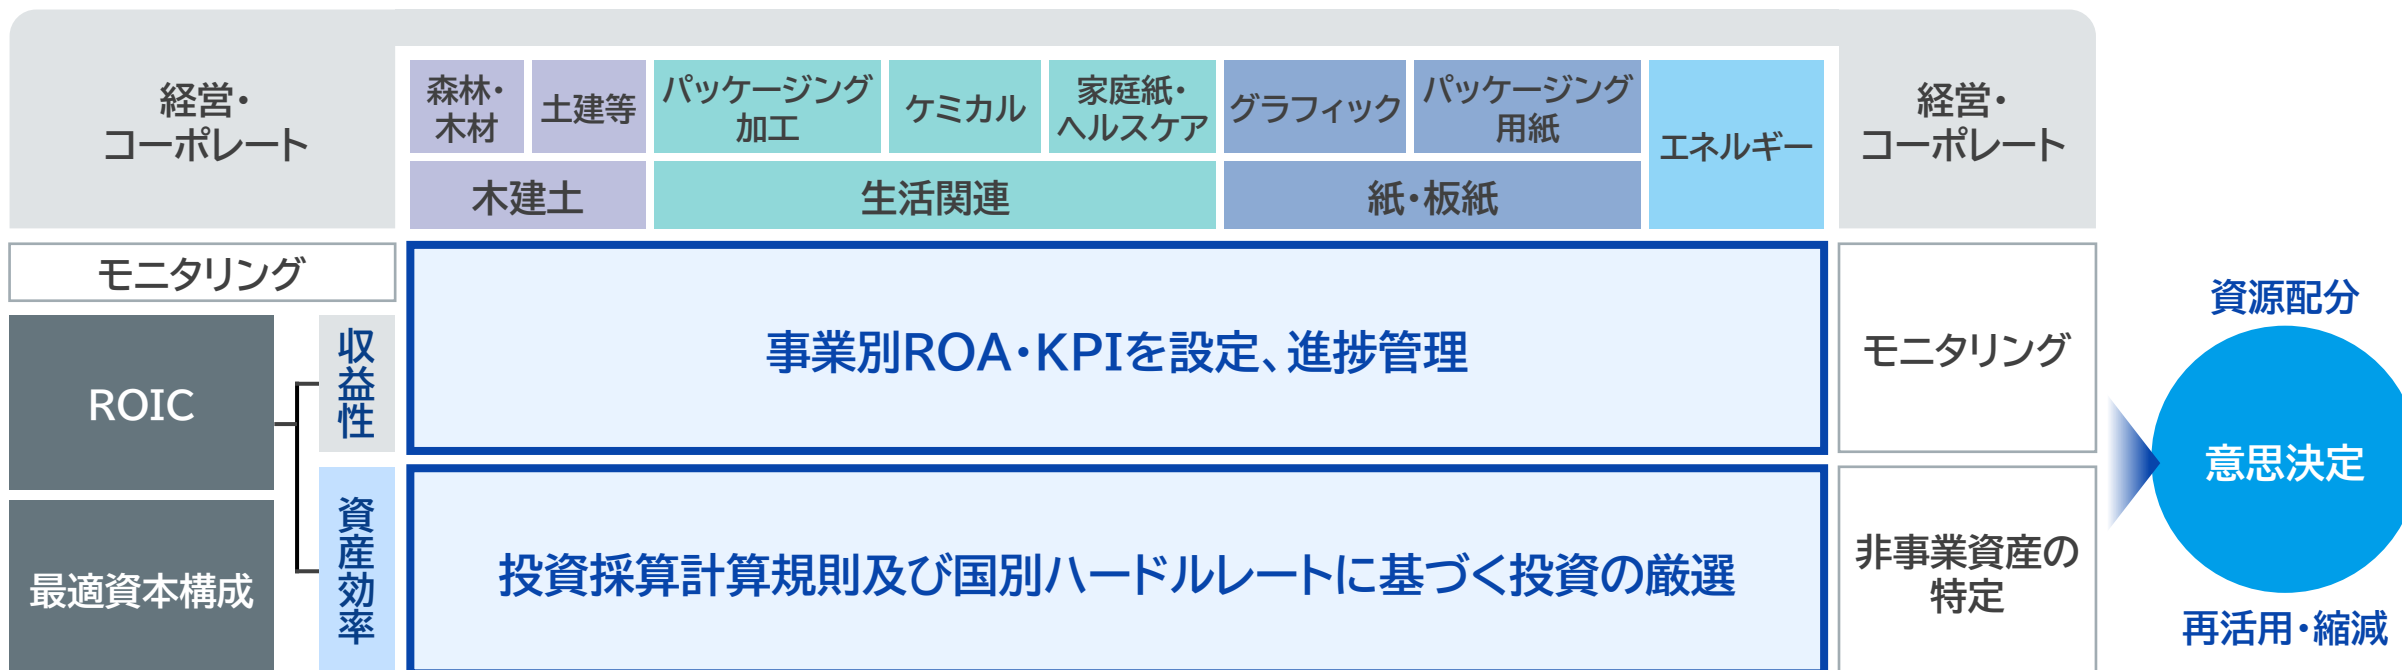 経営・
コーポレート
森林・
木材
土建等
パッケージング
加工
ケミカル
家庭紙・
ヘルスケア
グラフィック
パッケージング
用紙
エネルギー
経営・
コーポレート
木建土
生活関連
紙・板紙
モニタリング
ROIC
最適資本構成
収益性
資産効率
事業別ROA・KPIを設定、進捗管理
投資採算計算規則及び国別ハードルレートに基づく投資の厳選
モニタリング
非事業資産の
特定
資源配分
意思決定
再活用・縮減